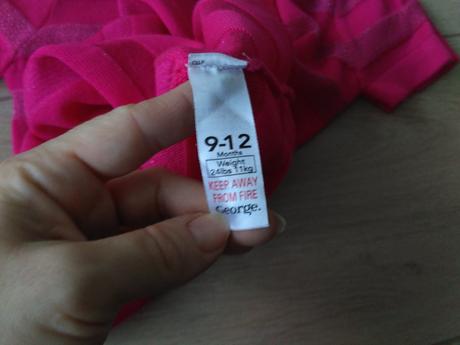 9-12
Months
Weight
24lbs 11kg
KEEP AWAY
FROM FIRE
George.